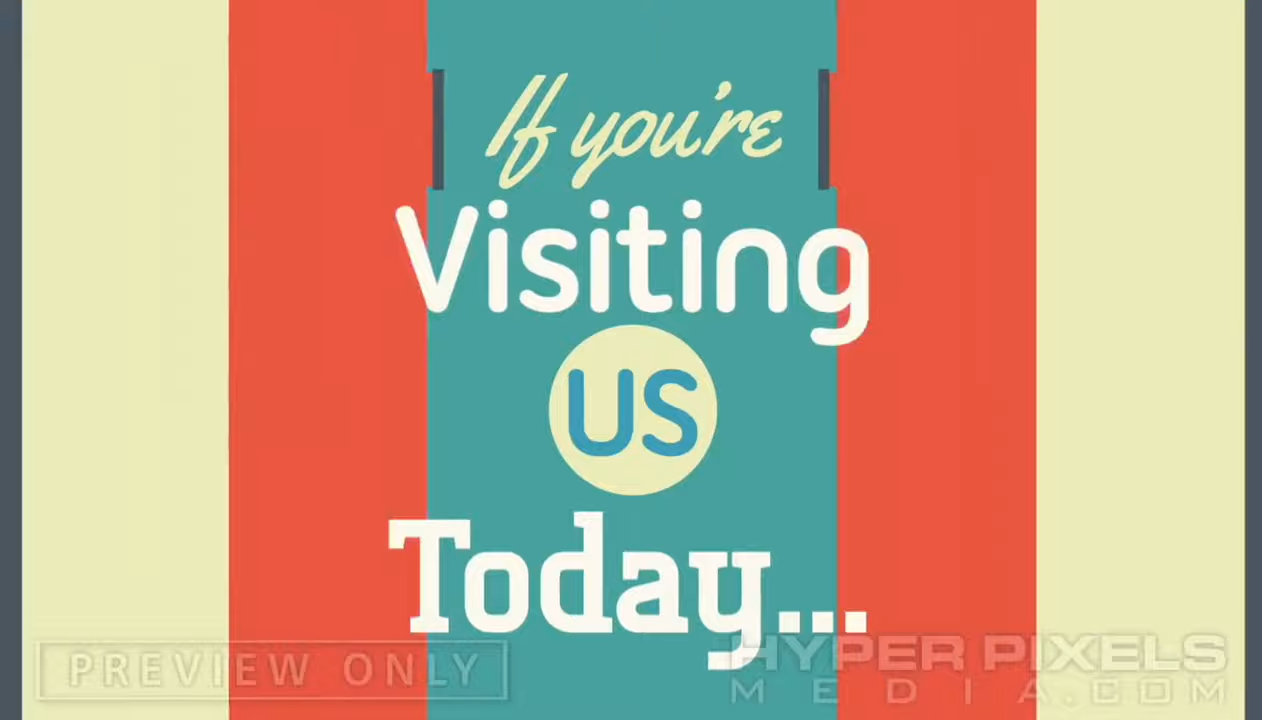 If you're
Visiting
US
Today...
PREVIEW ONLY
HYPER PIXELS
MEDIA.COM